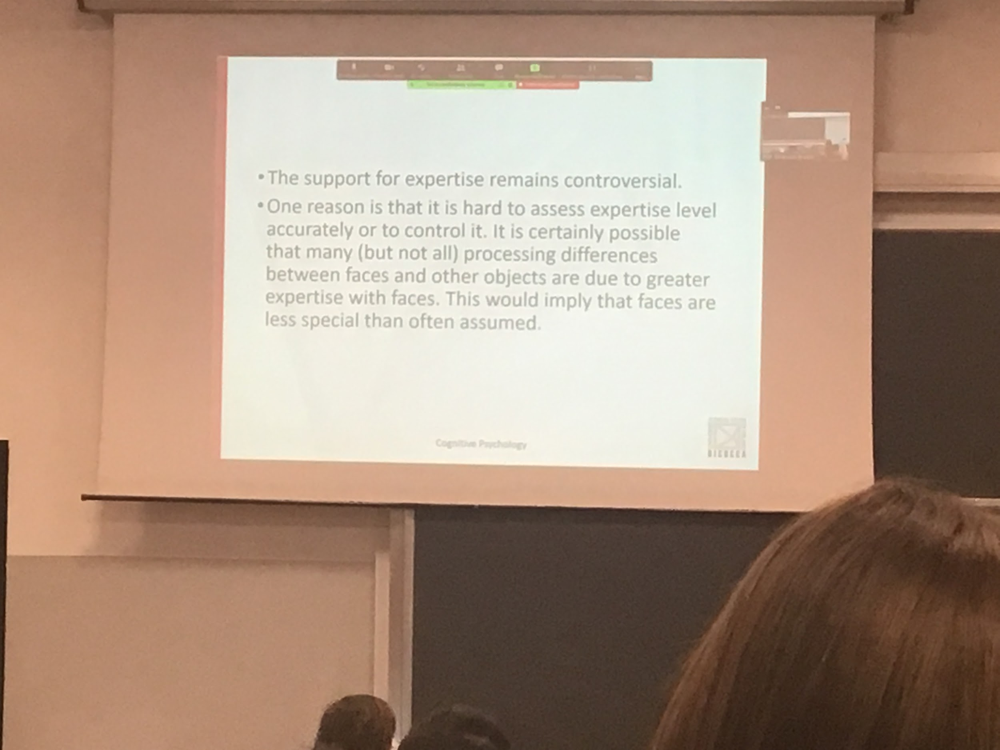 • The support for expertise remains controversial.
• One reason is that it is hard to assess expertise level
accurately or to control it. It is certainly possible
that many (but not all) processing differences
between faces and other objects are due to greater
expertise with faces. This would imply that faces are
less special than often assumed.
Cognitive Psychology
BICOCCA